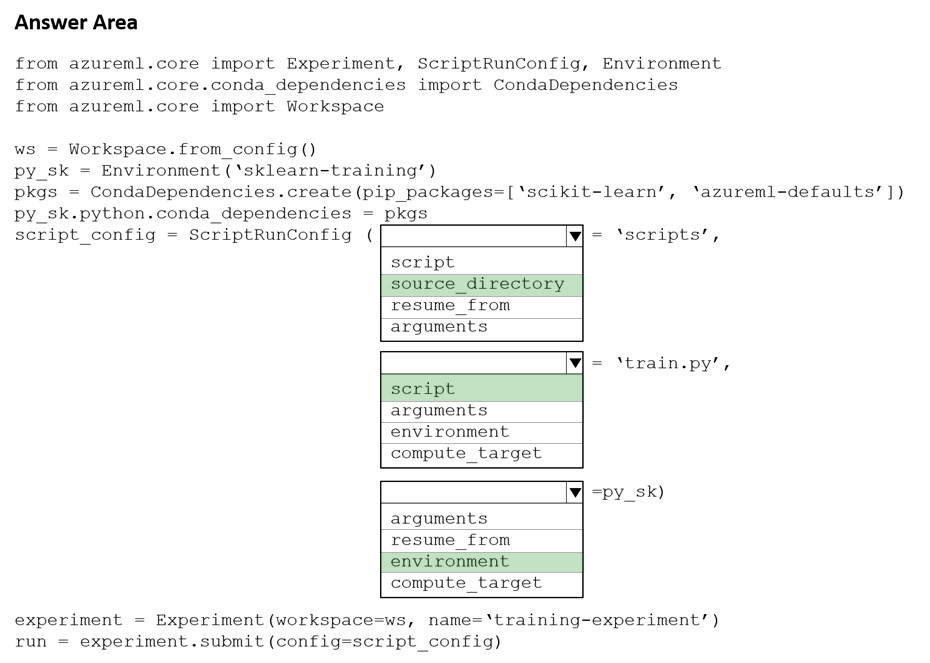 Answer Area
from azureml.core import Experiment, ScriptRunConfig, Environment
from azureml.core.conda_dependencies import CondaDependencies
from azureml.core import Workspace
ws = Workspace.from_config()
py_sk = Environment(‘sklearn-training’)
pkgs = CondaDependencies.create(pip_packages=[‘scikit-learn’, ‘azureml-defaults’])
py_sk.python.conda_dependencies = pkgs
script_config = ScriptRunConfig ( ▼ = ‘scripts’,
script
source_directory
resume_from
arguments
▼ = ‘train.py’,
script
arguments
environment
compute_target
▼ =py_sk)
arguments
resume_from
environment
compute_target
experiment = Experiment(workspace=ws, name=‘training-experiment’)
run = experiment.submit(config=script_config)